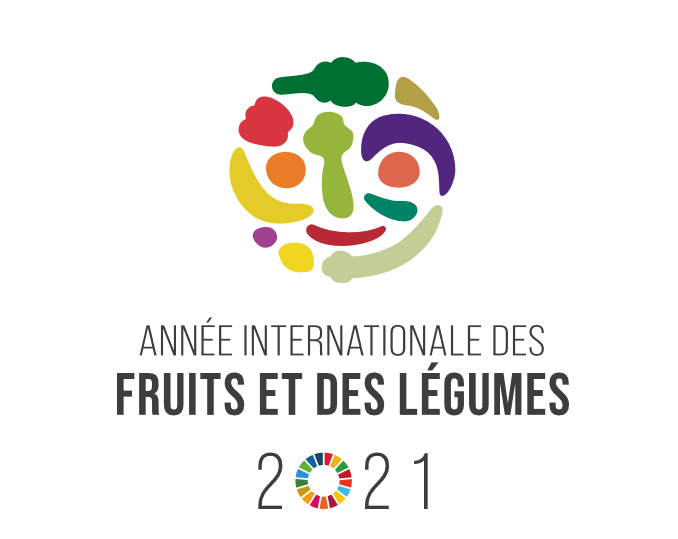 ANNÉE INTERNATIONALE DES
FRUITS ET DES LÉGUMES
2021